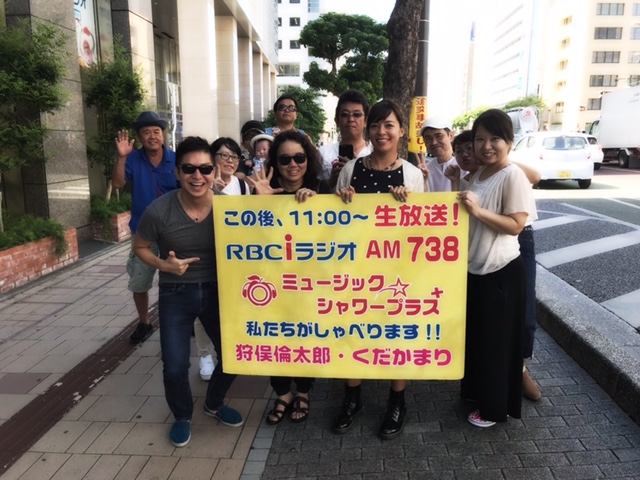 この後、11:00～ 生放送！
RBCiラジオ AM 738
ミュージック
シャワープラス+
私たちがしゃべります!!
狩俣倫太郎・くだかまり